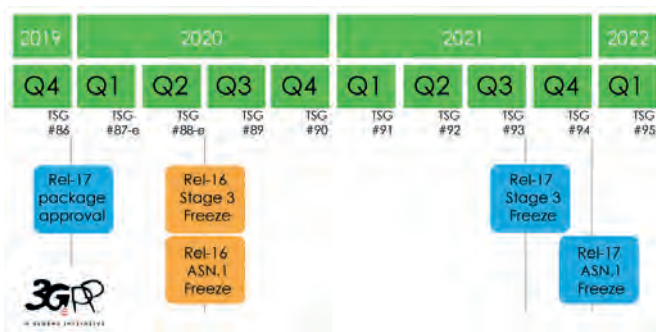 2019 2020 2021 2022
Q4 Q1 Q2 Q3 Q4 Q1 Q2 Q3 Q4 Q1
TSG TSG TSG TSG TSG TSG TSG TSG TSG TSG
#86 #87-e #88-e #89 #90 #91 #92 #93 #94 #95
Rel-17
package
approval
Rel-16
Stage 3
Freeze
Rel-17
Stage 3
Freeze
Rel-16
ASN.1
Freeze
Rel-17
ASN.1
Freeze
3GPP
A GLOBAL INITIATIVE